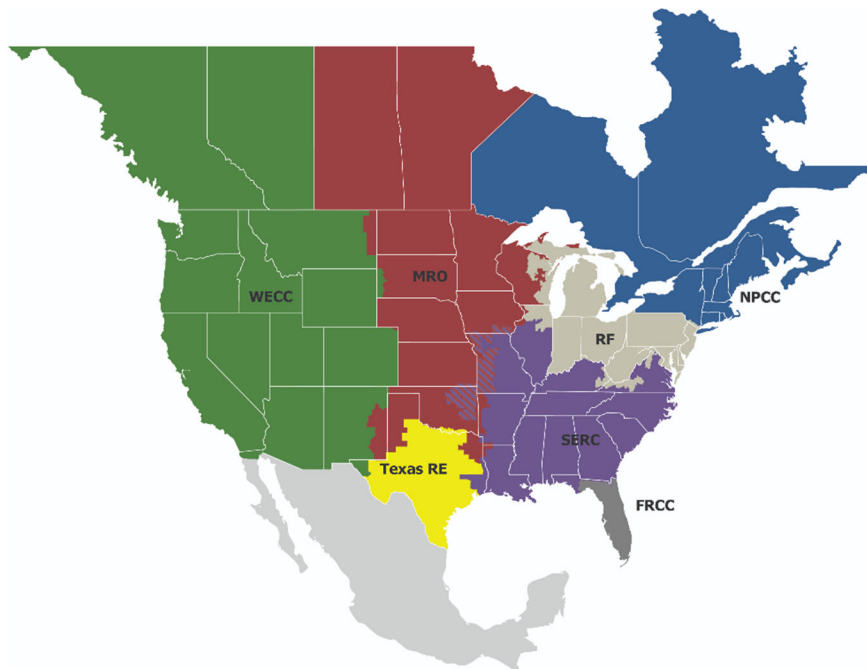 MRO
WECC
NPCC
RF
SERC
Texas RE
FRCC